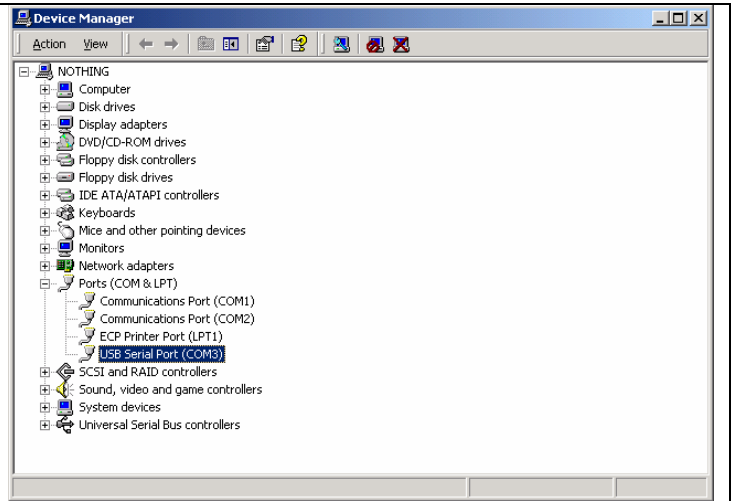 Device Manager
Action View
NOTHING
Computer
Disk drives
Display adapters
DVD/CD-ROM drives
Floppy disk controllers
Floppy disk drives
IDE ATA/ATAPI controllers
Keyboards
Mice and other pointing devices
Monitors
Network adapters
Ports (COM & LPT)
Communications Port (COM1)
Communications Port (COM2)
ECP Printer Port (LPT1)
USB Serial Port (COM3)
SCSI and RAID controllers
Sound, video and game controllers
System devices
Universal Serial Bus controllers